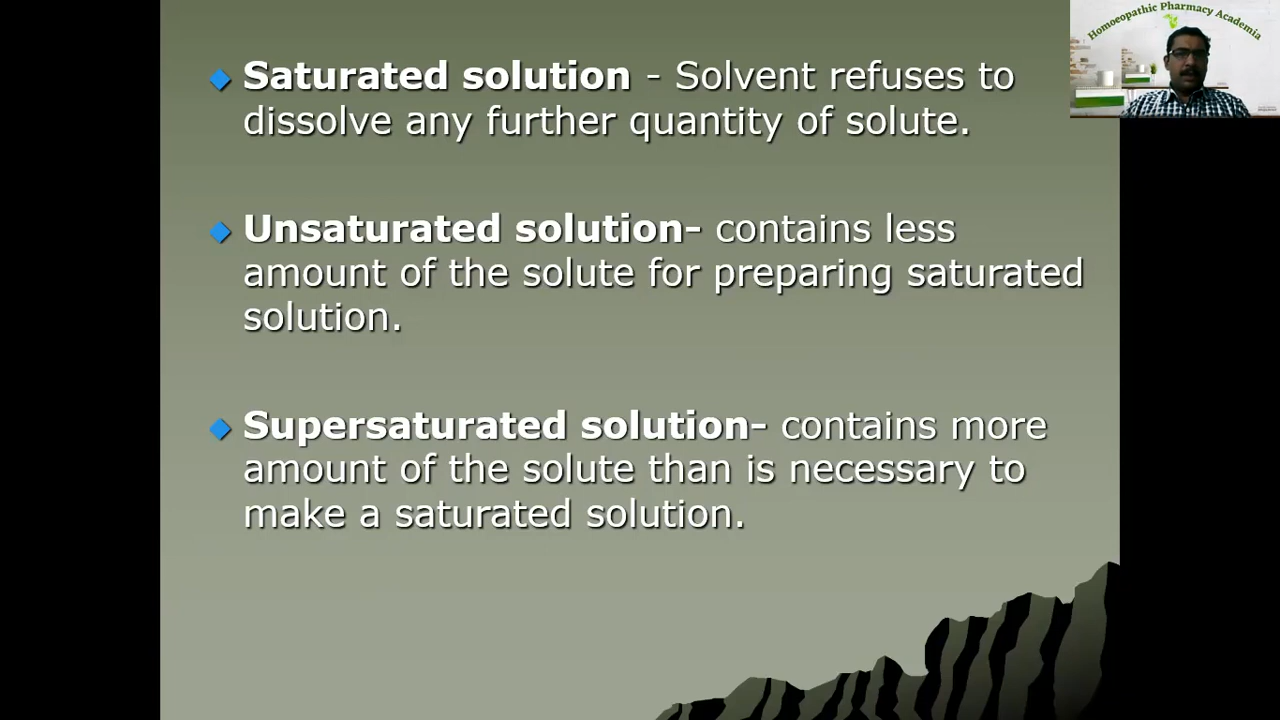 Homoeopathic Pharmacy Academia
Saturated solution - Solvent refuses to
dissolve any further quantity of solute.
Unsaturated solution- contains less
amount of the solute for preparing saturated
solution.
Supersaturated solution- contains more
amount of the solute than is necessary to
make a saturated solution.